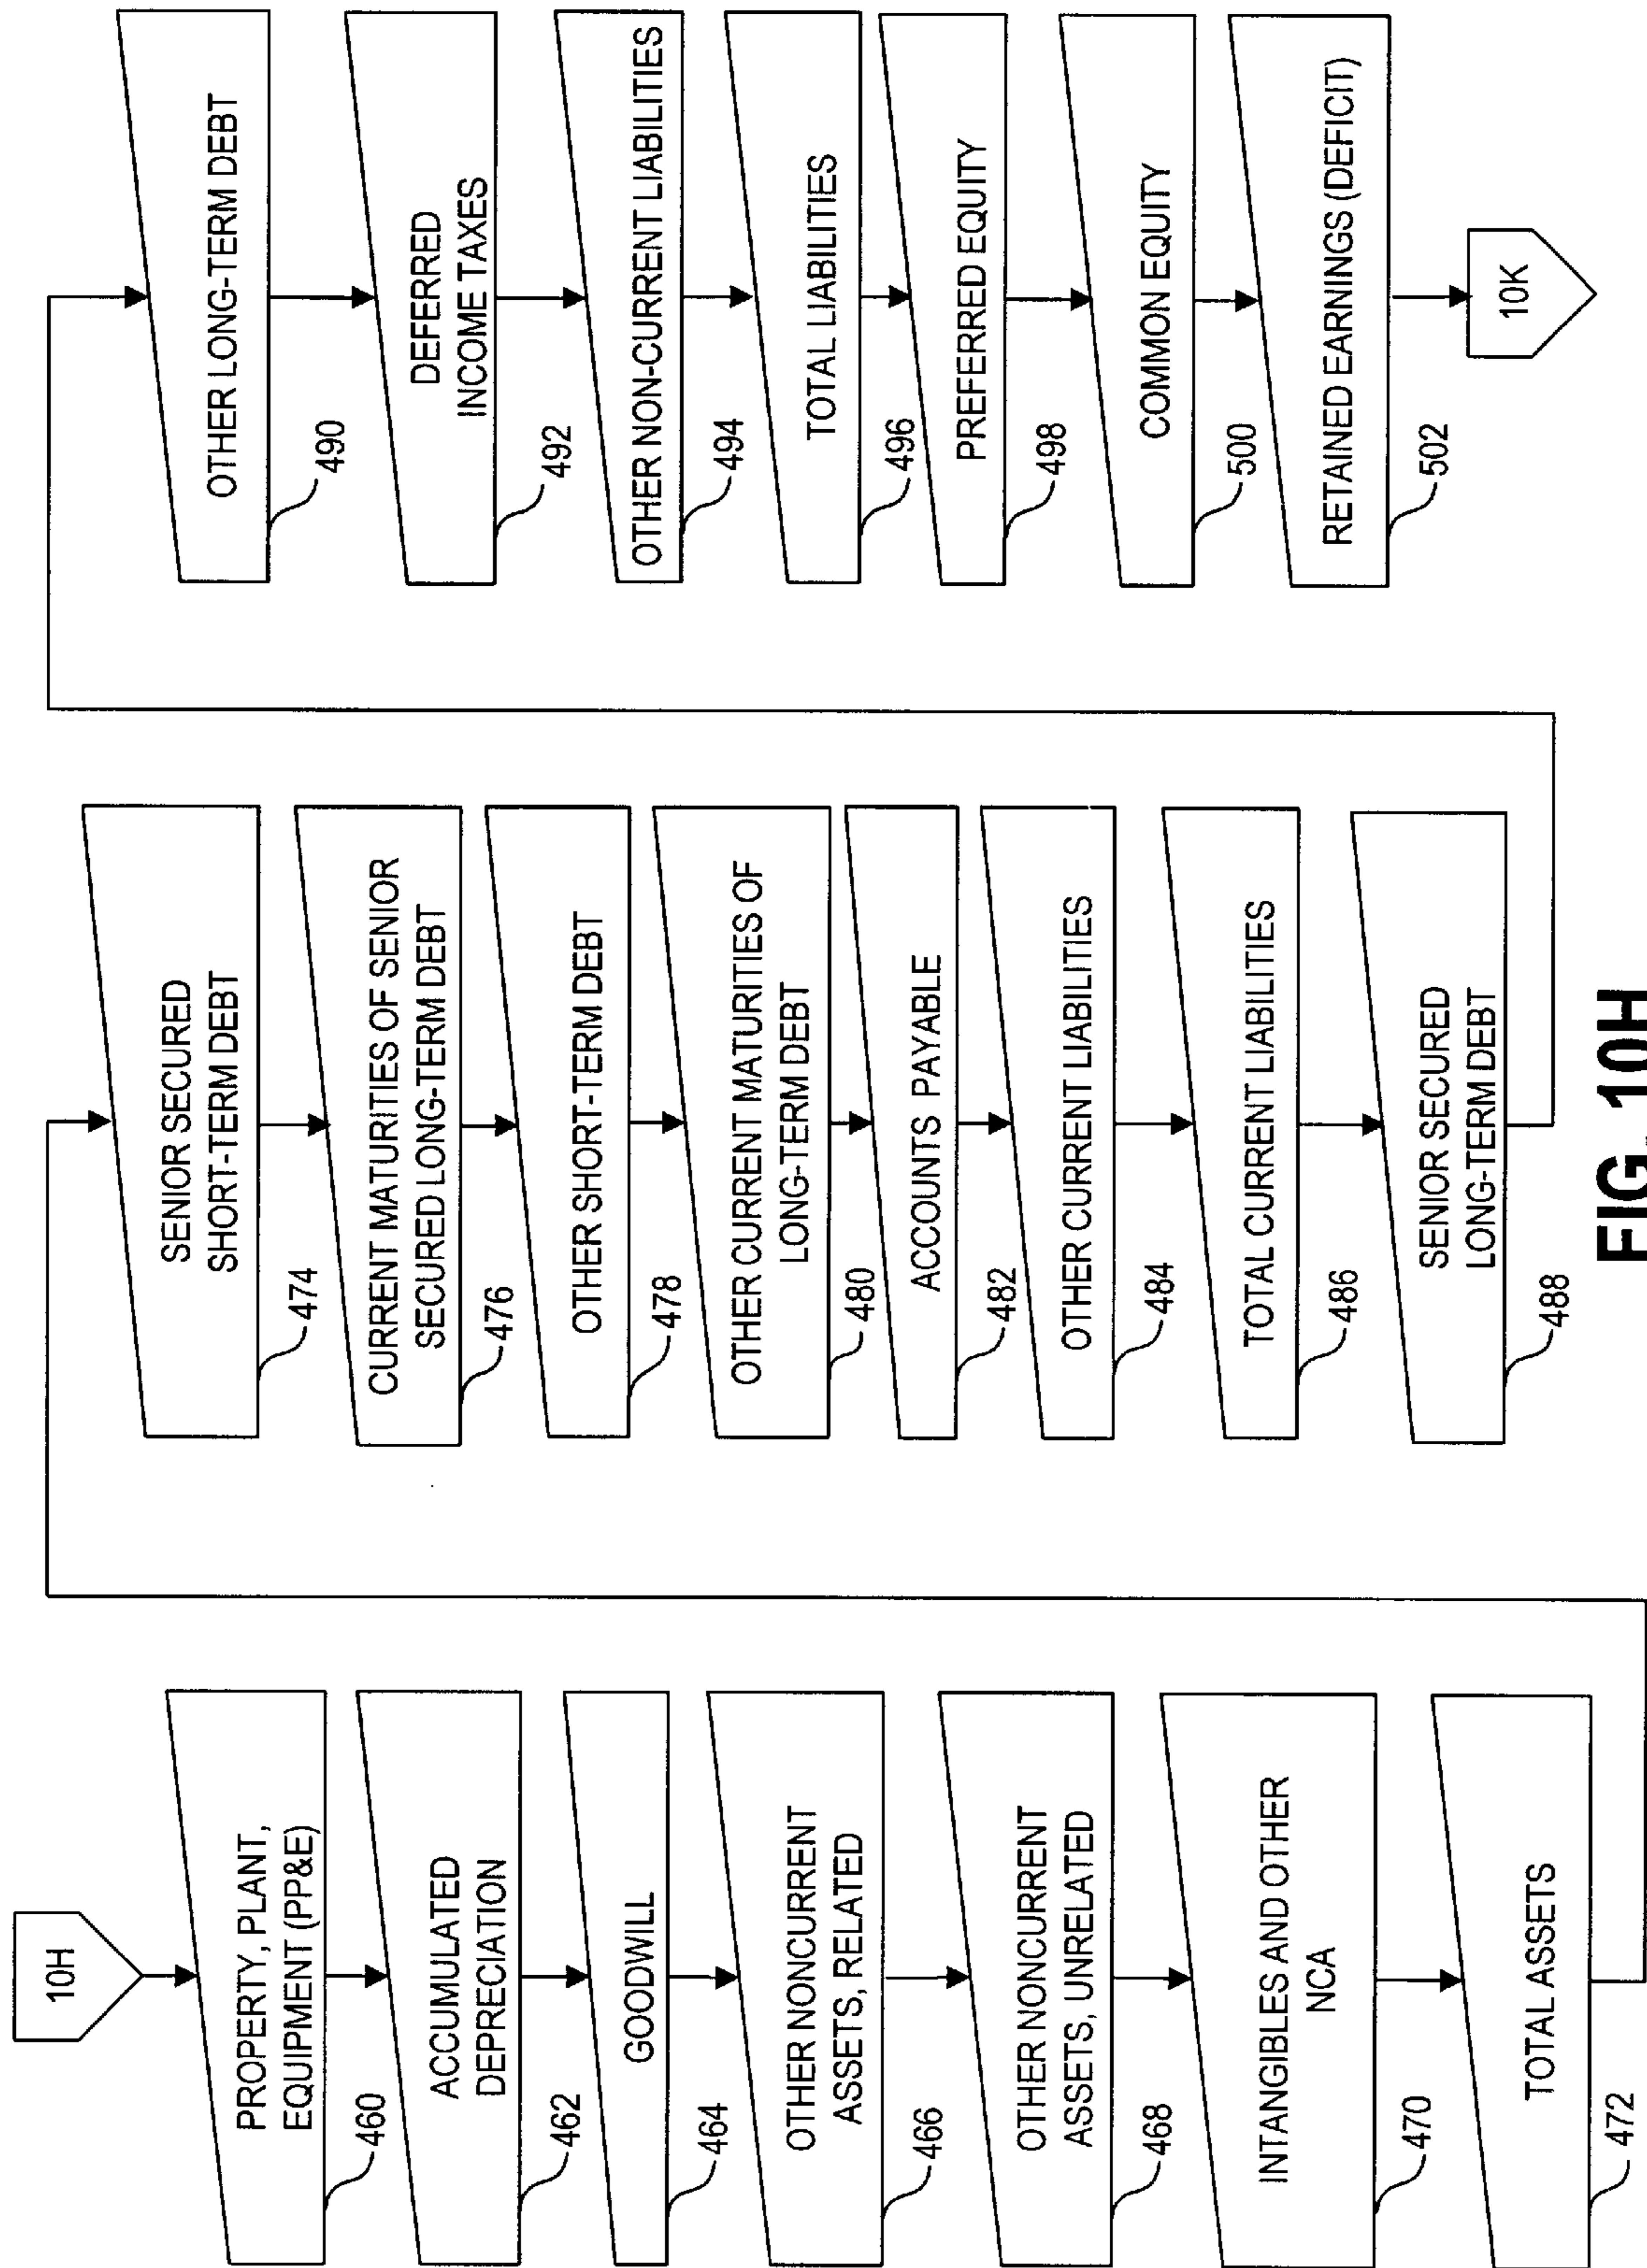 10H
PROPERTY, PLANT,
EQUIPMENT (PP&E)
460
ACCUMULATED
DEPRECIATION
462
GOODWILL
464
OTHER NONCURRENT
ASSETS, RELATED
466
OTHER NONCURRENT
ASSETS, UNRELATED
468
INTANGIBLES AND OTHER
NCA
470
TOTAL ASSETS
472
SENIOR SECURED
SHORT-TERM DEBT
474
CURRENT MATURITIES OF SENIOR
SECURED LONG-TERM DEBT
476
OTHER SHORT-TERM DEBT
478
OTHER CURRENT MATURITIES OF
LONG-TERM DEBT
480
ACCOUNTS PAYABLE
482
OTHER CURRENT LIABILITIES
484
TOTAL CURRENT LIABILITIES
486
SENIOR SECURED
LONG-TERM DEBT
488
OTHER LONG-TERM DEBT
490
DEFERRED
INCOME TAXES
492
OTHER NON-CURRENT LIABILITIES
494
TOTAL LIABILITIES
496
PREFERRED EQUITY
498
COMMON EQUITY
500
RETAINED EARNINGS (DEFICIT)
502
10K
FIG. 10H